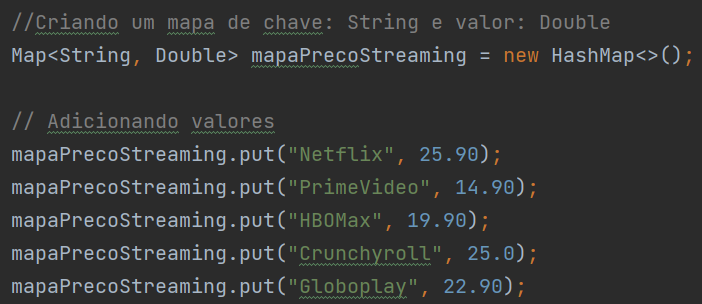 //Criando um mapa de chave: String e valor: Double
Map<String, Double> mapaPrecoStreaming = new HashMap<>();
// Adicionando valores
mapaPrecoStreaming.put("Netflix", 25.90);
mapaPrecoStreaming.put("PrimeVideo", 14.90);
mapaPrecoStreaming.put("HBOMax", 19.90);
mapaPrecoStreaming.put("Crunchyroll", 25.0);
mapaPrecoStreaming.put("Globoplay", 22.90);